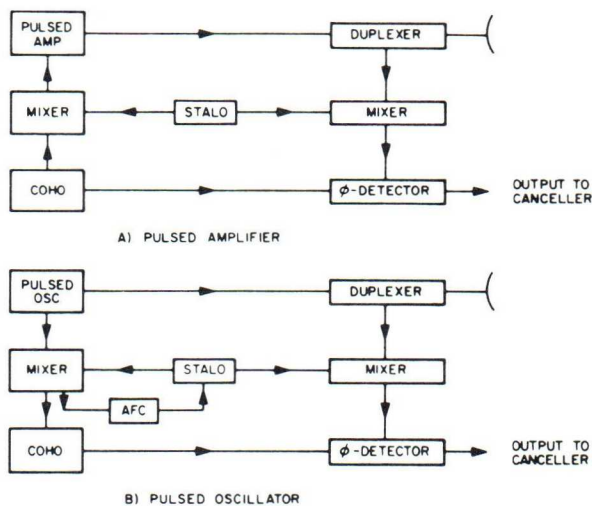 PULSED
AMP
DUPLEXER
MIXER
STALO
MIXER
COHO
ϕ-DETECTOR
OUTPUT TO
CANCELLER
A) PULSED AMPLIFIER
PULSED
OSC
DUPLEXER
MIXER
STALO
MIXER
AFC
COHO
ϕ-DETECTOR
OUTPUT TO
CANCELLER
B) PULSED OSCILLATOR